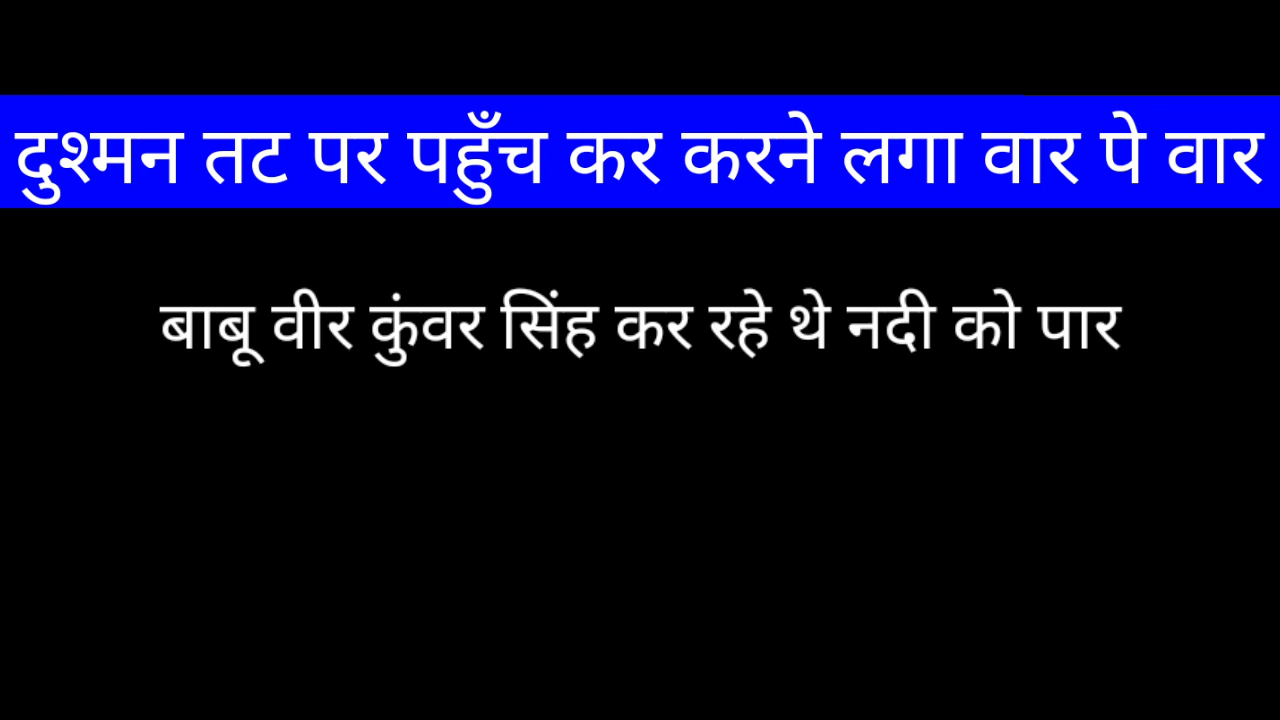 दुश्मन तट पर पहुँच कर करने लगा वार पे वार
बाबू वीर कुंवर सिंह कर रहे थे नदी को पार